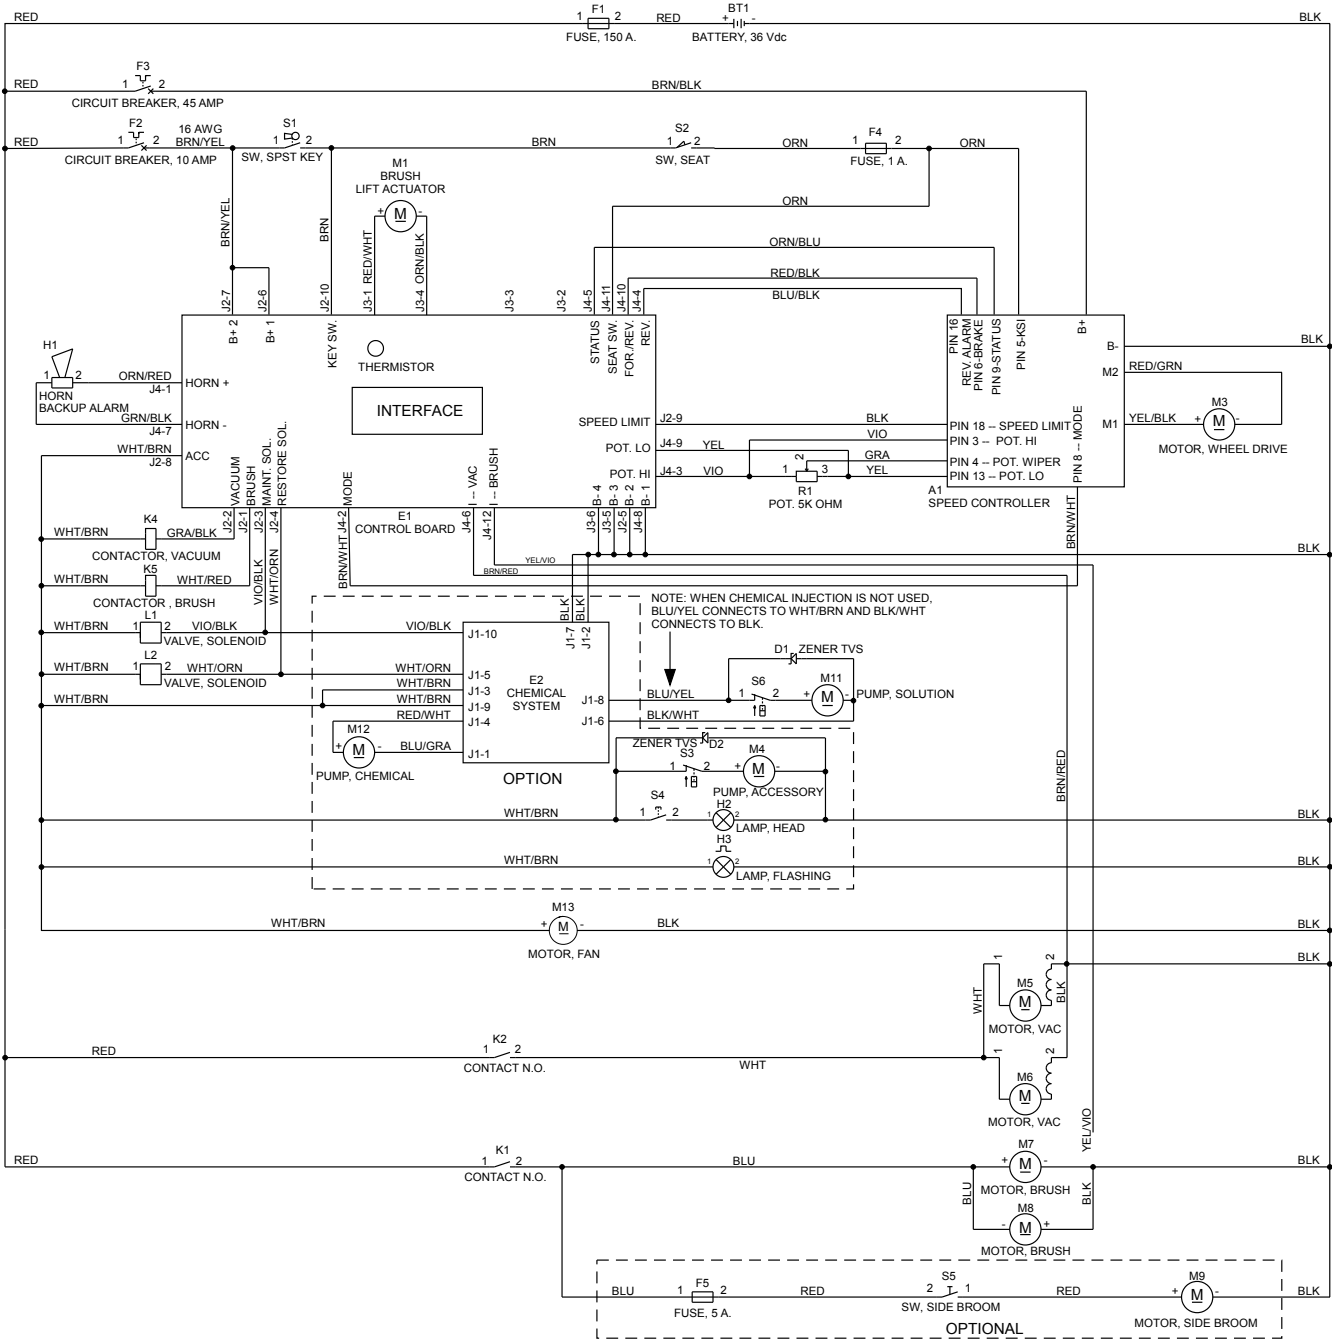 RED
F1
1 2
FUSE, 150 A.
RED
BT1
+ -
BATTERY, 36 Vdc
BLK
RED
F3
1 2
CIRCUIT BREAKER, 45 AMP
BRN/BLK
RED
F2
1 2
CIRCUIT BREAKER, 10 AMP
16 AWG
BRN/YEL
S1
1 2
SW, SPST KEY
BRN
S2
1 2
SW, SEAT
ORN
F4
1 2
FUSE, 1 A.
ORN
M1
BRUSH
LIFT ACTUATOR
+ M -
ORN
ORN/BLU
RED/BLK
BLU/BLK
BRN/YEL
BRN
RED/WHT
ORN/BLK
J2-7
J2-6
J2-10
J3-1
J3-4
J3-3
J3-2
J4-5
J4-11
J4-10
J4-4
B+ 2
B+ 1
KEY SW.
THERMISTOR
STATUS
SEAT SW.
FOR./REV.
REV.
INTERFACE
PIN 16
REV. ALARM
PIN 6-BRAKE
PIN 9-STATUS
PIN 5-KSI
B+
B-
BLK
M2
RED/GRN
M1
YEL/BLK
M3
+ M -
MOTOR, WHEEL DRIVE
H1
1 2
HORN
BACKUP ALARM
ORN/RED
J4-1
HORN +
GRN/BLK
J4-7
HORN -
WHT/BRN
J2-8
ACC
SPEED LIMIT
J2-9
BLK
PIN 18 -- SPEED LIMIT
VIO
PIN 3 -- POT. HI
POT. LO
J4-9
YEL
GRA
PIN 4 -- POT. WIPER
POT. HI
J4-3
VIO
1 2 3
R1
POT. 5K OHM
YEL
PIN 13 -- POT. LO
PIN 8 -- MODE
A1
SPEED CONTROLLER
VACUUM
BRUSH
MAINT. SOL.
RESTORE SOL.
MODE
I -- VAC
I -- BRUSH
B- 4
B- 3
B- 2
B- 1
J2-2
J2-1
J2-3
J2-4
J4-2
E1
CONTROL BOARD
J4-6
J4-12
J3-6
J3-5
J2-5
J4-8
BRN/WHT
BRN/WHT
WHT/BRN
K4
GRA/BLK
CONTACTOR, VACUUM
WHT/BRN
K5
WHT/RED
CONTACTOR , BRUSH
VIO/BLK
WHT/ORN
YEL/VIO
BRN/RED
BLK
WHT/BRN
L1
1 2
VIO/BLK
VALVE, SOLENOID
VIO/BLK
J1-10
BLK
BLK
J1-7
J1-2
NOTE: WHEN CHEMICAL INJECTION IS NOT USED,
BLU/YEL CONNECTS TO WHT/BRN AND BLK/WHT
CONNECTS TO BLK.
WHT/BRN
L2
1 2
WHT/ORN
VALVE, SOLENOID
WHT/ORN
J1-5
WHT/BRN
J1-3
WHT/BRN
WHT/BRN
J1-9
RED/WHT
J1-4
BLU/GRA
J1-1
E2
CHEMICAL
SYSTEM
J1-8
BLU/YEL
J1-6
BLK/WHT
D1
ZENER TVS
S6
1 2
M11
+ M -
PUMP, SOLUTION
M12
+ M -
PUMP, CHEMICAL
OPTION
ZENER TVS
D2
S3
1 2
M4
+ M -
PUMP, ACCESSORY
BRN/RED
WHT/BRN
S4
1 2
H2
1 2
LAMP, HEAD
BLK
WHT/BRN
H3
1 2
LAMP, FLASHING
BLK
WHT/BRN
M13
+ M -
MOTOR, FAN
BLK
BLK
BLK
1 2
M5
M
MOTOR, VAC
WHT
BLK
RED
K2
1 2
CONTACT N.O.
WHT
1 2
M6
M
MOTOR, VAC
YEL/VIO
RED
K1
1 2
CONTACT N.O.
BLU
M7
+ M -
MOTOR, BRUSH
BLK
BLU
BLK
M8
- M +
MOTOR, BRUSH
BLU
F5
1 2
FUSE, 5 A.
RED
S5
2 1
SW, SIDE BROOM
RED
M9
+ M -
MOTOR, SIDE BROOM
BLK
OPTIONAL